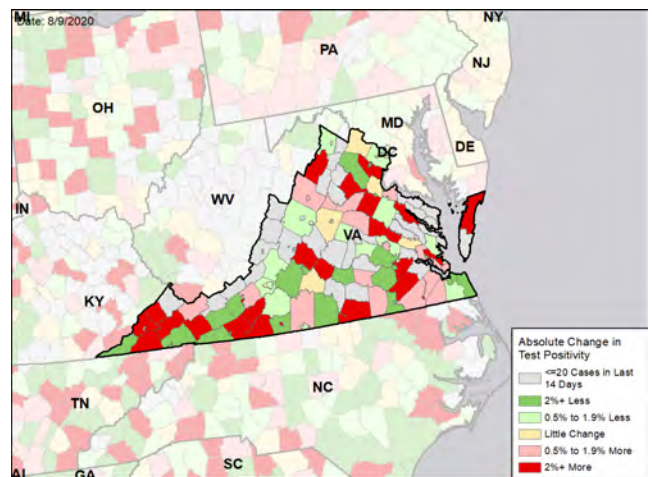 MI
Date: 8/9/2020
NY
PA
NJ
OH
MD
DE
DC
WV
IN
VA
KY
TN
NC
AL
GA
SC
Absolute Change in
Test Positivity
<=20 Cases in Last
14 Days
2%+ Less
0.5% to 1.9% Less
Little Change
0.5% to 1.9% More
2%+ More